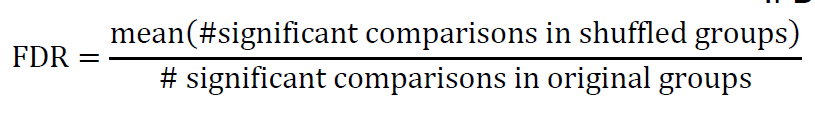 FDR = mean(#significant comparisons in shuffled groups)
# significant comparisons in original groups